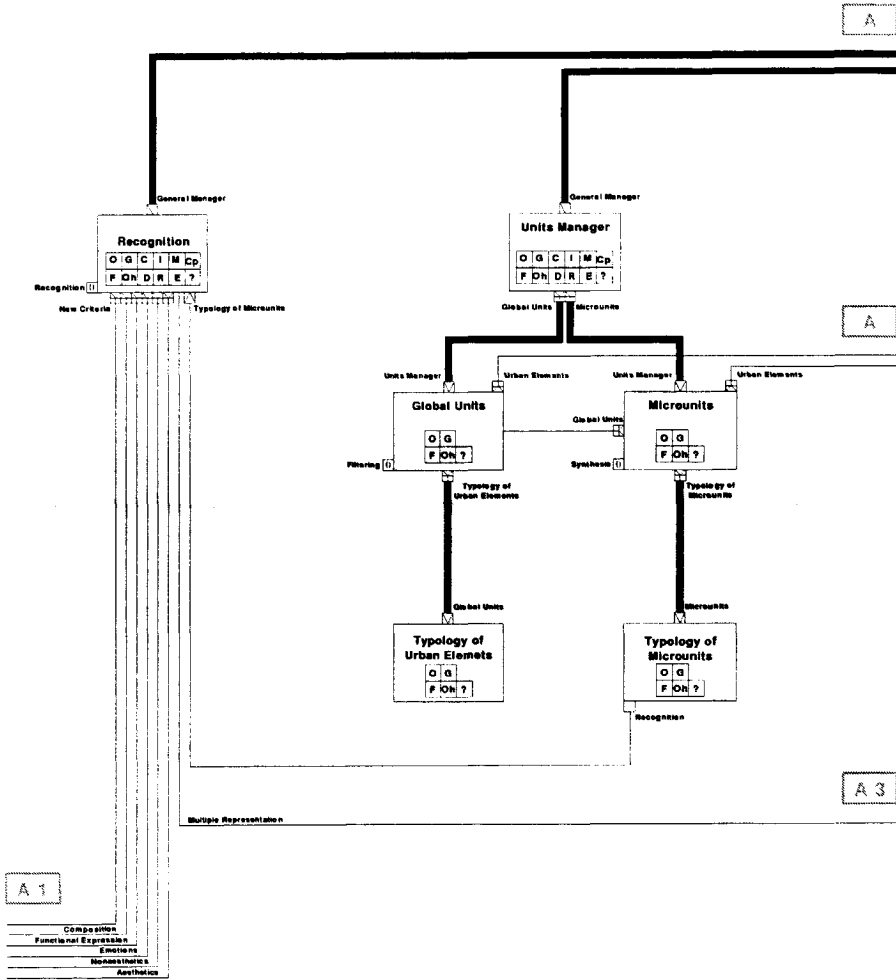 A
General Manager
General Manager
Recognition
O G C I M Cp
F Oh D R E ?
Recognition ()
New Criteria
Typology of Microunits
Units Manager
O G C I M Cp
F Oh D R E ?
Global Units
Microunits
A
Units Manager
Urban Elements
Units Manager
Urban Elements
Global Units
O G
F Oh ?
Filtering ()
Global Units
Microunits
O G
F Oh ?
Synthesis ()
Typology of
Urban Elements
Typology of
Microunits
Global Units
Microunits
Typology of
Urban Elemets
O G
F Oh ?
Typology of
Microunits
O G
F Oh ?
Recognition
A 3
Multiple Representation
A 1
Composition
Functional Expression
Emotions
Nonaesthetics
Aesthetics